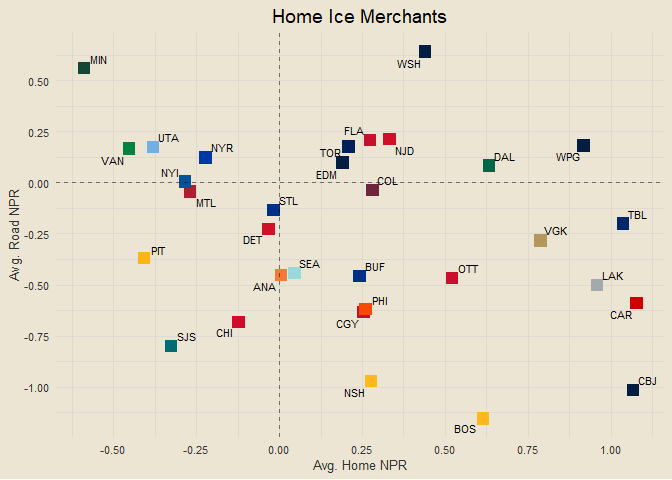 Home Ice Merchants
MIN
WSH
0.50
0.25
UTA
NYR
VAN
FLA
NJD
TOR
EDM
DAL
WPG
NYI
COL
0.00
MTL
STL
TBL
DET
VGK
-0.25
PIT
SEA
BUF
OTT
LAK
ANA
-0.50
PHI
CGY
CAR
CHI
SJS
-0.75
NSH
CBJ
-1.00
BOS
Avg. Road NPR
-0.50 -0.25 0.00 0.25 0.50 0.75 1.00
Avg. Home NPR